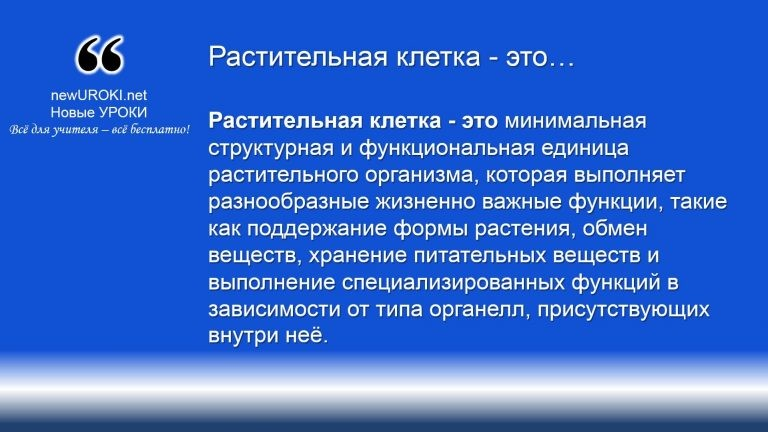 Растительная клетка - это…
newUROKI.net
Новые УРОКИ
Всё для учителя – всё бесплатно!
Растительная клетка - это минимальная
структурная и функциональная единица
растительного организма, которая выполняет
разнообразные жизненно важные функции, такие
как поддержание формы растения, обмен
веществ, хранение питательных веществ и
выполнение специализированных функций в
зависимости от типа органелл, присутствующих
внутри неё.